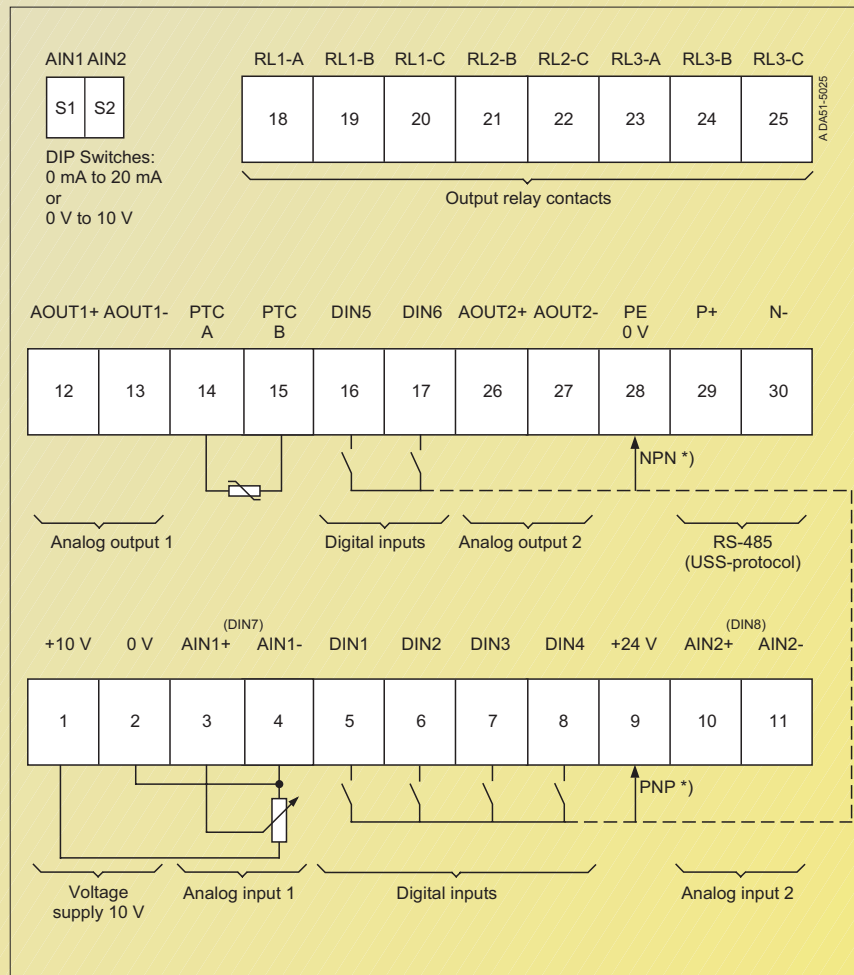 AIN1 AIN2
S1 S2
DIP Switches:
0 mA to 20 mA
or
0 V to 10 V
RL1-A RL1-B RL1-C RL2-B RL2-C RL3-A RL3-B RL3-C
18 19 20 21 22 23 24 25
Output relay contacts
A DA51-5025
AOUT1+ AOUT1- PTC A PTC B DIN5 DIN6 AOUT2+ AOUT2- PE 0 V P+ N-
12 13 14 15 16 17 26 27 28 29 30
NPN *)
Analog output 1
Digital inputs
Analog output 2
RS-485
(USS-protocol)
(DIN7) (DIN8)
+10 V 0 V AIN1+ AIN1- DIN1 DIN2 DIN3 DIN4 +24 V AIN2+ AIN2-
1 2 3 4 5 6 7 8 9 10 11
PNP *)
Voltage
supply 10 V
Analog input 1
Digital inputs
Analog input 2